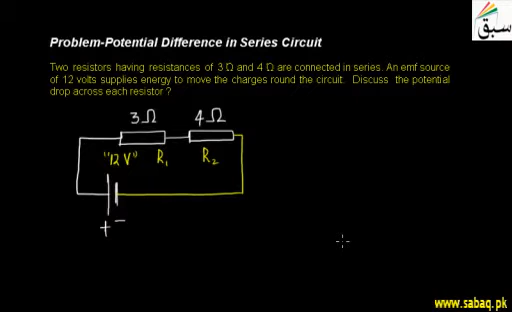 سبق
Problem-Potential Difference in Series Circuit
Two resistors having resistances of 3 Ω and 4 Ω are connected in series. An emf source
of 12 volts supplies energy to move the charges round the circuit. Discuss the potential
drop across each resistor ?
3Ω 4Ω
"12 V" R₁ R₂
+ −
www.sabaq.pk